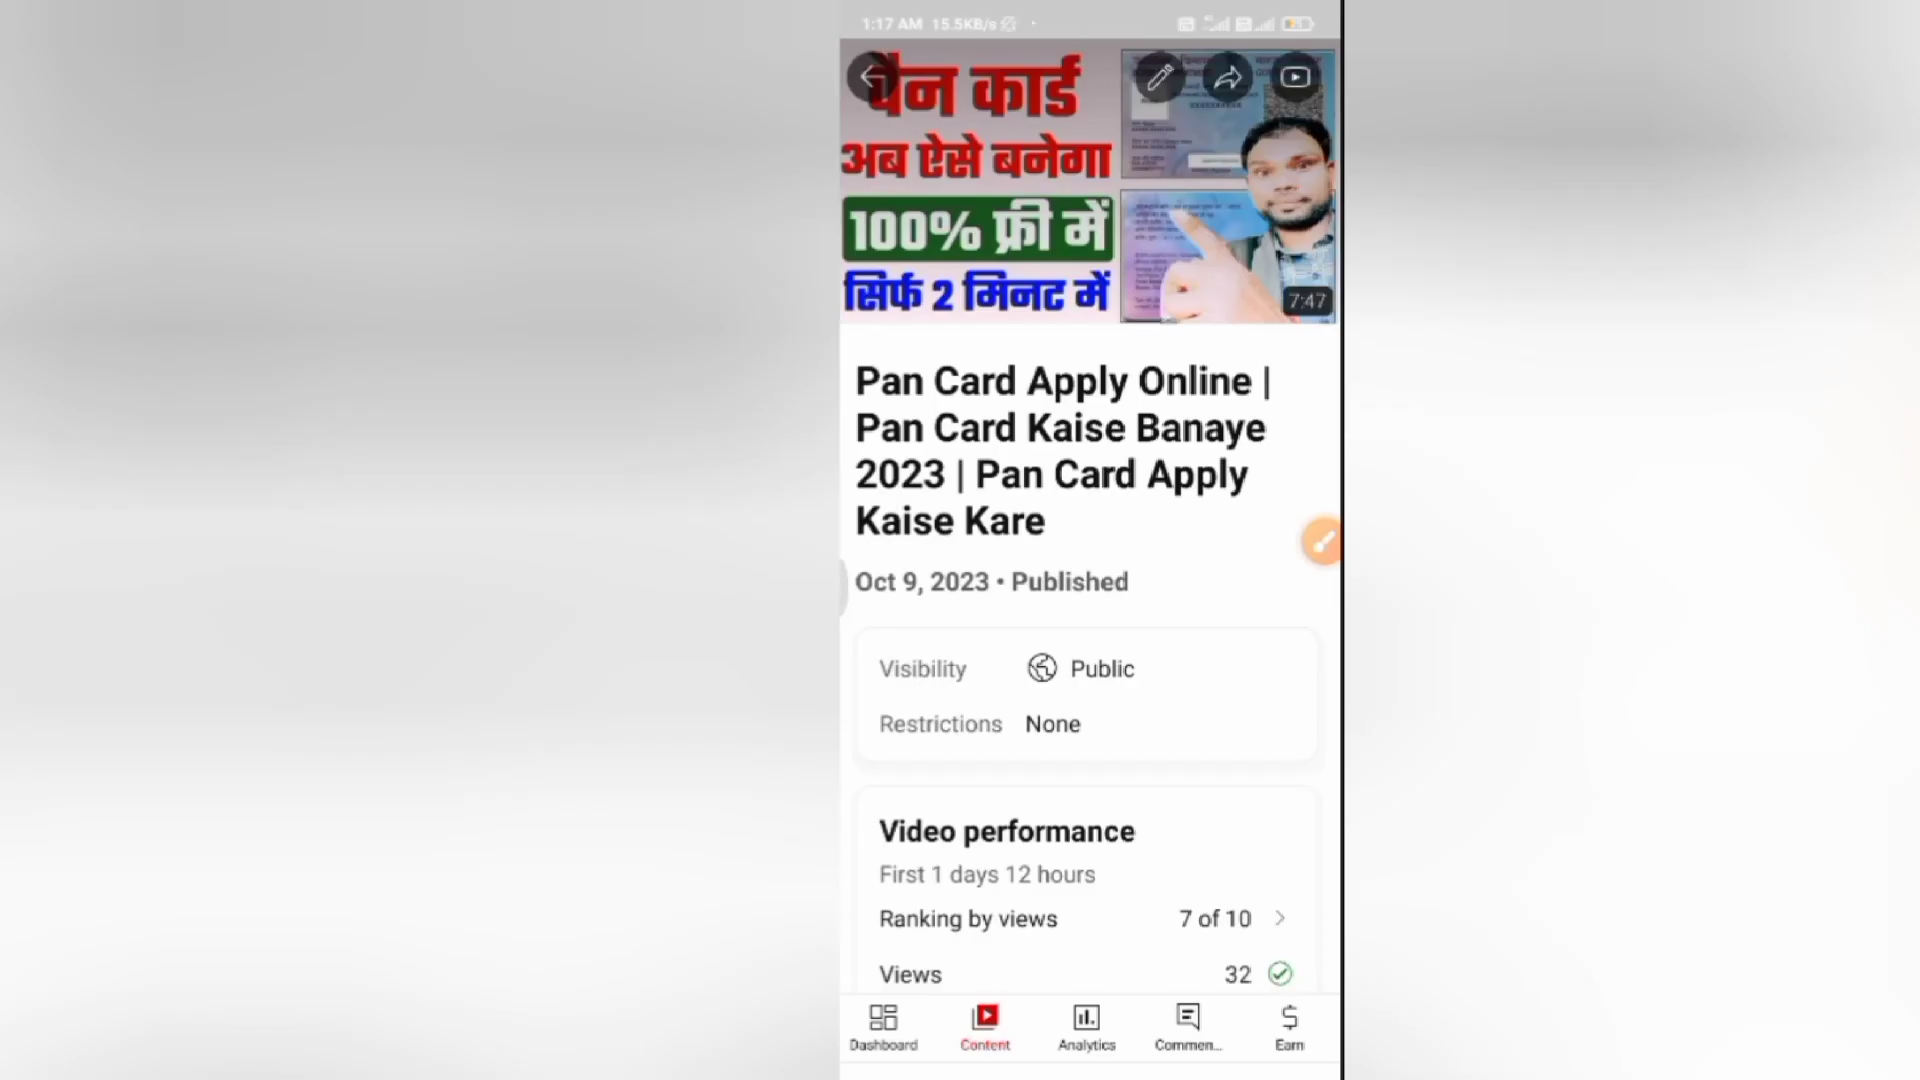 1:17 AM 15.5KB/s
पैन कार्ड
अब ऐसे बनेगा
100% फ्री में
सिर्फ 2 मिनट में
7:47
Pan Card Apply Online |
Pan Card Kaise Banaye
2023 | Pan Card Apply
Kaise Kare
Oct 9, 2023 • Published
Visibility Public
Restrictions None
Video performance
First 1 days 12 hours
Ranking by views 7 of 10
Views 32
Dashboard Content Analytics Commen... Earn